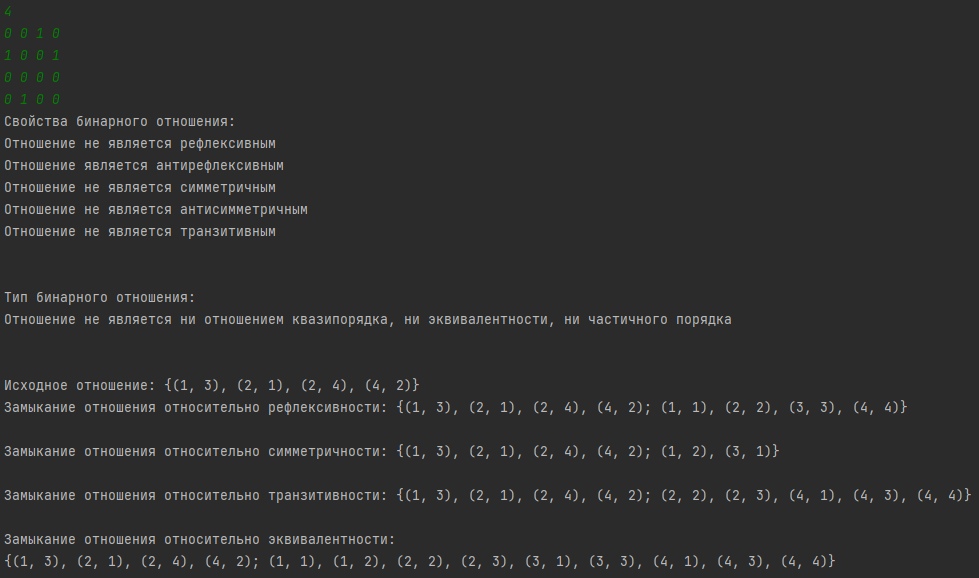 4
0 0 1 0
1 0 0 1
0 0 0 0
0 1 0 0
Свойства бинарного отношения:
Отношение не является рефлексивным
Отношение является антирефлексивным
Отношение не является симметричным
Отношение не является антисимметричным
Отношение не является транзитивным
Тип бинарного отношения:
Отношение не является ни отношением квазипорядка, ни эквивалентности, ни частичного порядка
Исходное отношение: {(1, 3), (2, 1), (2, 4), (4, 2)}
Замыкание отношения относительно рефлексивности: {(1, 3), (2, 1), (2, 4), (4, 2); (1, 1), (2, 2), (3, 3), (4, 4)}
Замыкание отношения относительно симметричности: {(1, 3), (2, 1), (2, 4), (4, 2); (1, 2), (3, 1)}
Замыкание отношения относительно транзитивности: {(1, 3), (2, 1), (2, 4), (4, 2); (2, 2), (2, 3), (4, 1), (4, 3), (4, 4)}
Замыкание отношения относительно эквивалентности:
{(1, 3), (2, 1), (2, 4), (4, 2); (1, 1), (1, 2), (2, 2), (2, 3), (3, 1), (3, 3), (4, 1), (4, 3), (4, 4)}